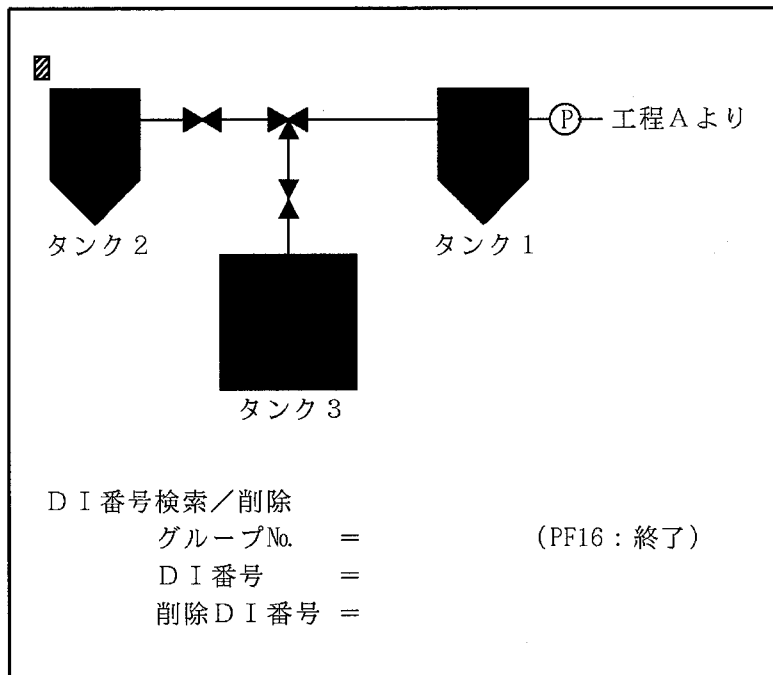 Ⓟ 工程Aより
タンク2
タンク1
タンク3
DI番号検索/削除
グループ№ = (PF16:終了)
DI番号 =
削除DI番号 =